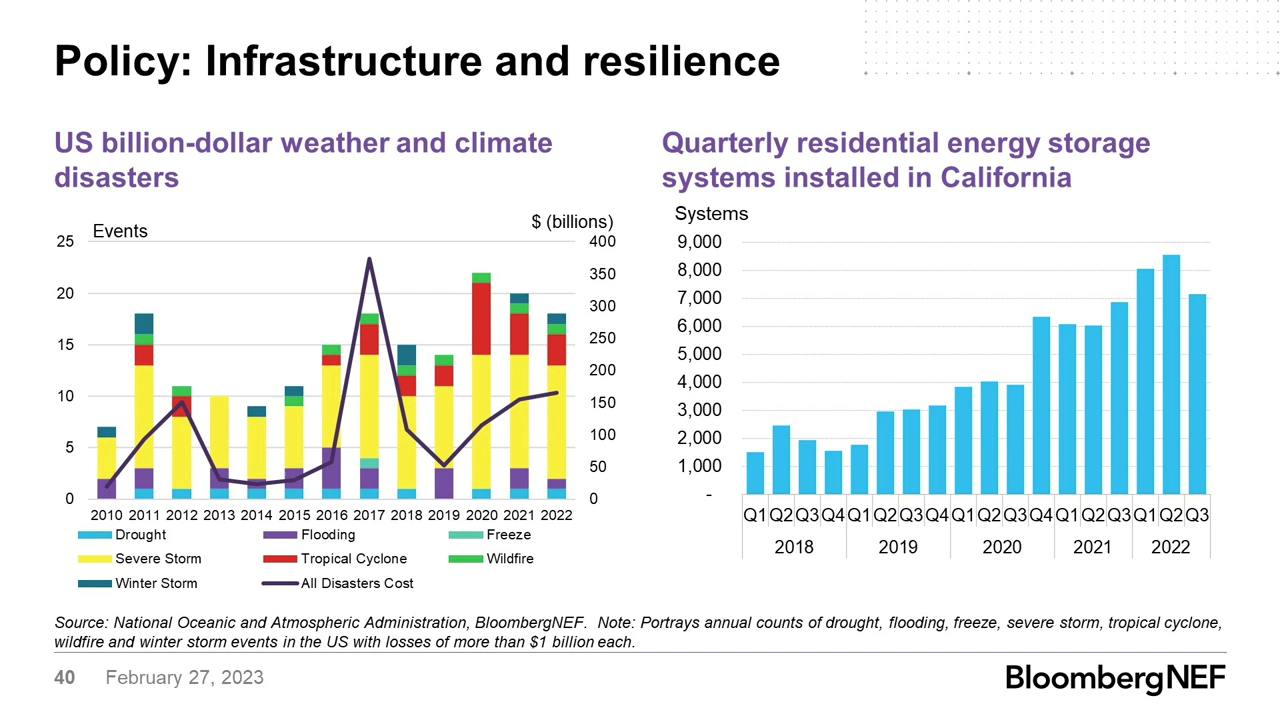 Policy: Infrastructure and resilience
US billion-dollar weather and climate
disasters
Events
$ (billions)
25
20
15
10
5
0
400
350
300
250
200
150
100
50
0
2010 2011 2012 2013 2014 2015 2016 2017 2018 2019 2020 2021 2022
Drought Flooding Freeze
Severe Storm Tropical Cyclone Wildfire
Winter Storm All Disasters Cost
Quarterly residential energy storage
systems installed in California
Systems
9,000
8,000
7,000
6,000
5,000
4,000
3,000
2,000
1,000
-
Q1 Q2 Q3 Q4 Q1 Q2 Q3 Q4 Q1 Q2 Q3 Q4 Q1 Q2 Q3 Q1 Q2 Q3
2018 2019 2020 2021 2022
Source: National Oceanic and Atmospheric Administration, BloombergNEF. Note: Portrays annual counts of drought, flooding, freeze, severe storm, tropical cyclone,
wildfire and winter storm events in the US with losses of more than $1 billion each.
40 February 27, 2023
BloombergNEF